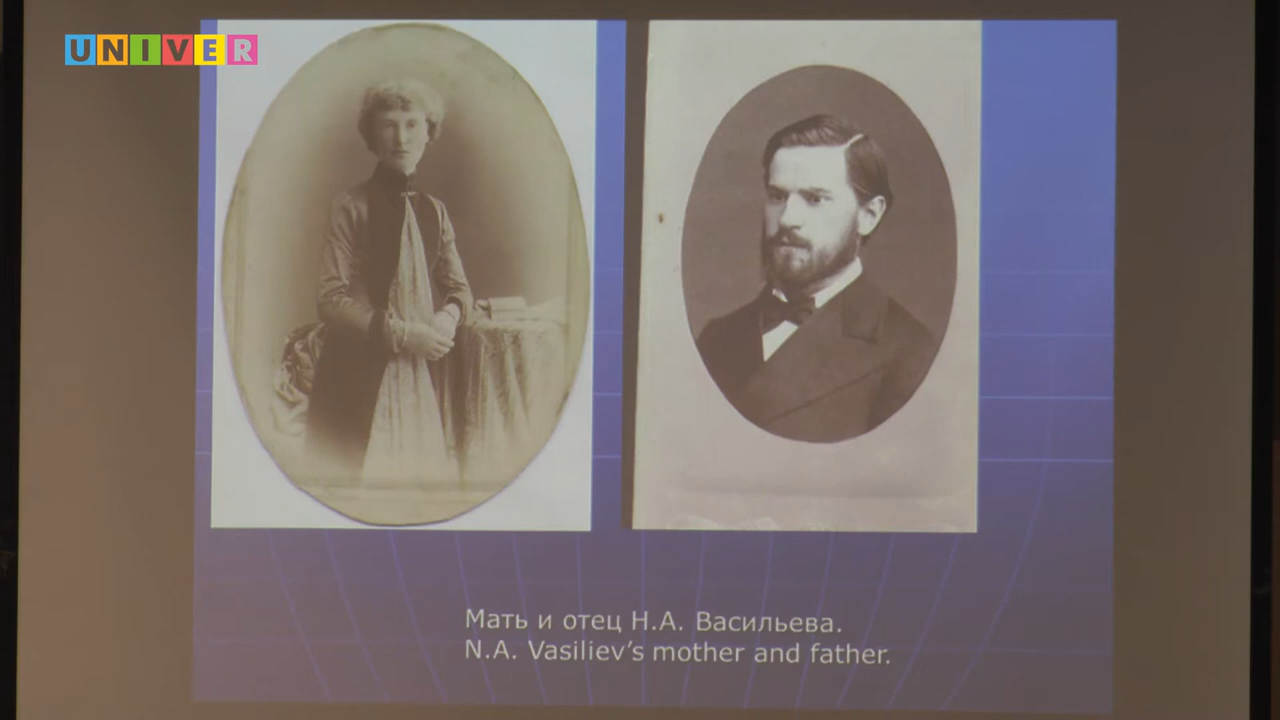 UNIVER
Мать и отец Н.А. Васильева.
N.A. Vasiliev's mother and father.